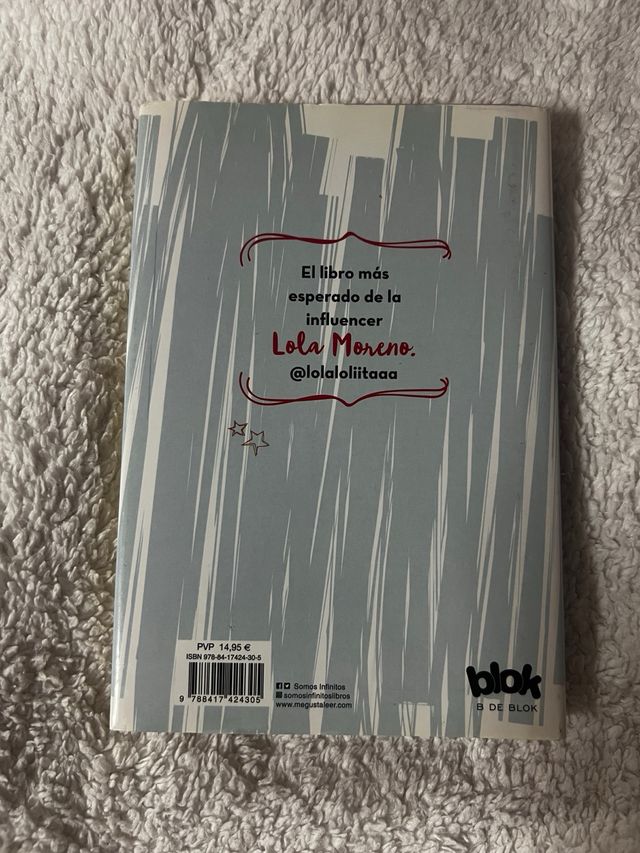 El libro más
esperado de la
influencer
Lola Moreno.
@lolaloliitaaa
PVP 14,95 €
ISBN 978-84-17424-30-5
9 788417 424305
Somos Infinitos
somosinfinitoslibros
www.megustaleer.com
blok
B DE BLOK